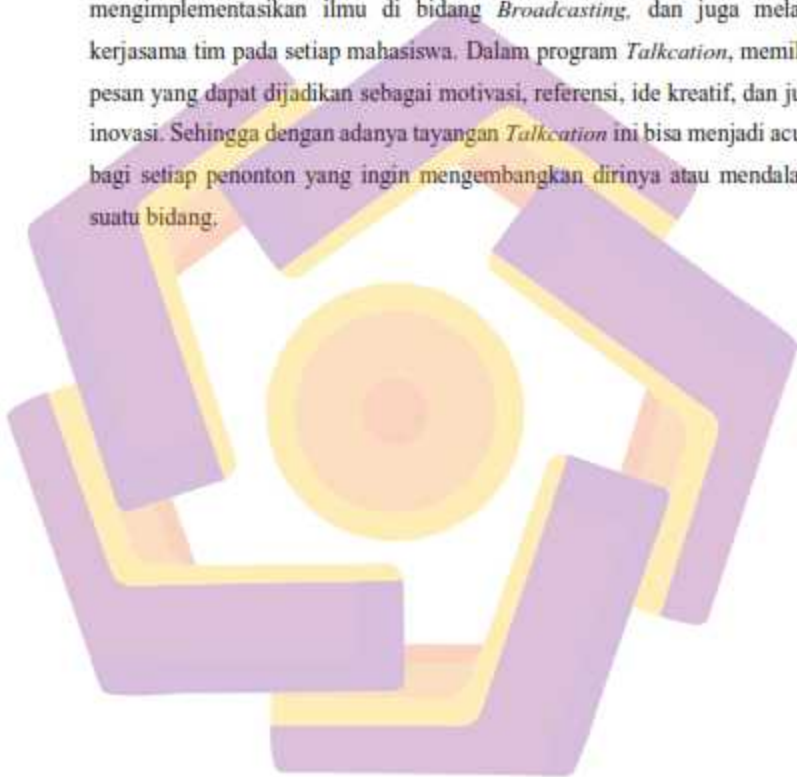 mengimplementasikan ilmu di bidang Broadcasting, dan juga mela
kerjasama tim pada setiap mahasiswa. Dalam program Talkcation, memil
pesan yang dapat dijadikan sebagai motivasi, referensi, ide kreatif, dan ju
inovasi. Sehingga dengan adanya tayangan Talkcation ini bisa menjadi acu
bagi setiap penonton yang ingin mengembangkan dirinya atau mendala
suatu bidang.